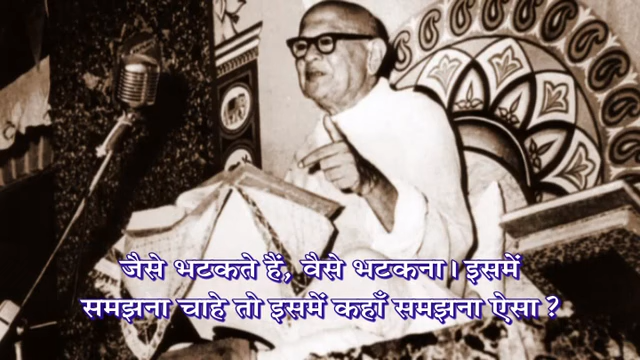 जैसे भटकते हैं, वैसे भटकना। इसमें
समझना चाहे तो इसमें कहाँ समझना ऐसा ?